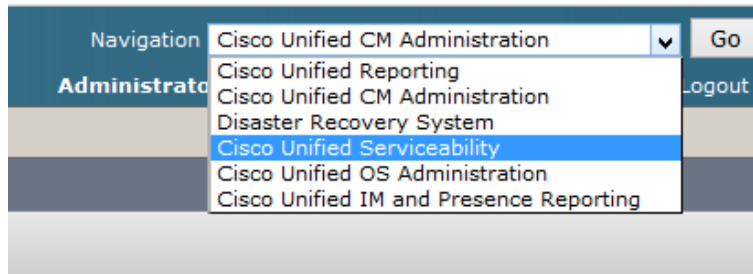 Navigation Cisco Unified CM Administration Go
Cisco Unified Reporting
Administrato Logout
Cisco Unified CM Administration
Disaster Recovery System
Cisco Unified Serviceability
Cisco Unified OS Administration
Cisco Unified IM and Presence Reporting